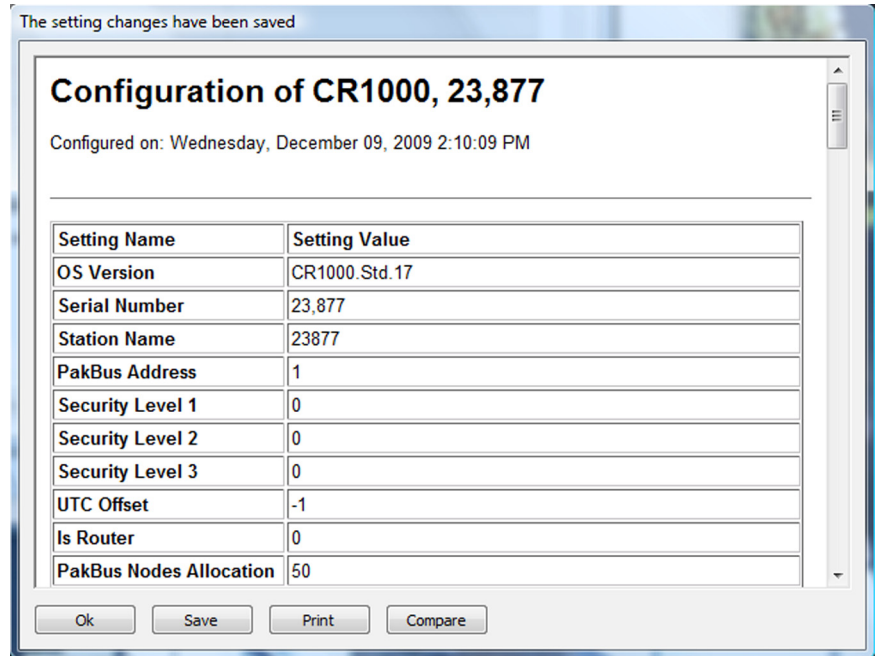 The setting changes have been saved
Configuration of CR1000, 23,877
Configured on: Wednesday, December 09, 2009 2:10:09 PM
Setting Name Setting Value
OS Version CR1000.Std.17
Serial Number 23,877
Station Name 23877
PakBus Address 1
Security Level 1 0
Security Level 2 0
Security Level 3 0
UTC Offset -1
Is Router 0
PakBus Nodes Allocation 50
Ok Save Print Compare